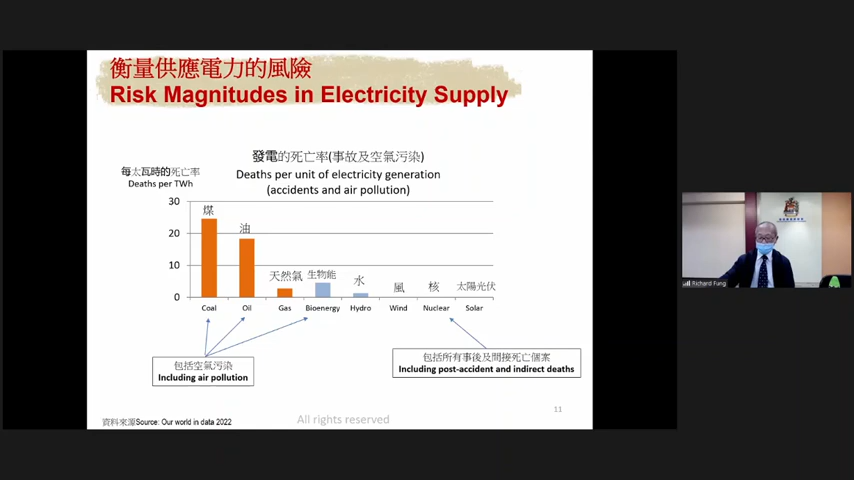 衡量供應電力的風險
Risk Magnitudes in Electricity Supply
發電的死亡率(事故及空氣污染)
每太瓦時的死亡率
Deaths per unit of electricity generation
Deaths per TWh
(accidents and air pollution)
30
20
10
0
煤
油
天然氣
生物能
水
風
核
太陽光伏
Coal
Oil
Gas
Bioenergy
Hydro
Wind
Nuclear
Solar
包括空氣污染
Including air pollution
包括所有事後及間接死亡個案
Including post-accident and indirect deaths
11
資料來源Source: Our world in data 2022
All rights reserved
Richard Fung